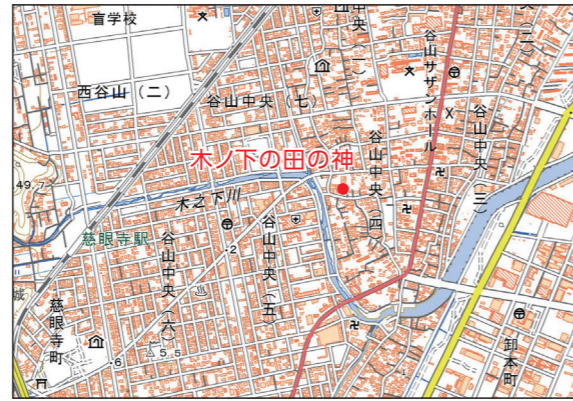 盲学校
中央(一)
西谷山(二)
谷山中央(七)
谷山サザンホール
谷山中央(三)
木ノ下の田の神
谷山中央(四)
49.7
木之下川
慈眼寺駅
2
谷山中央(六)
谷山中央(五)
慈眼寺町
6
5.5
卸本町